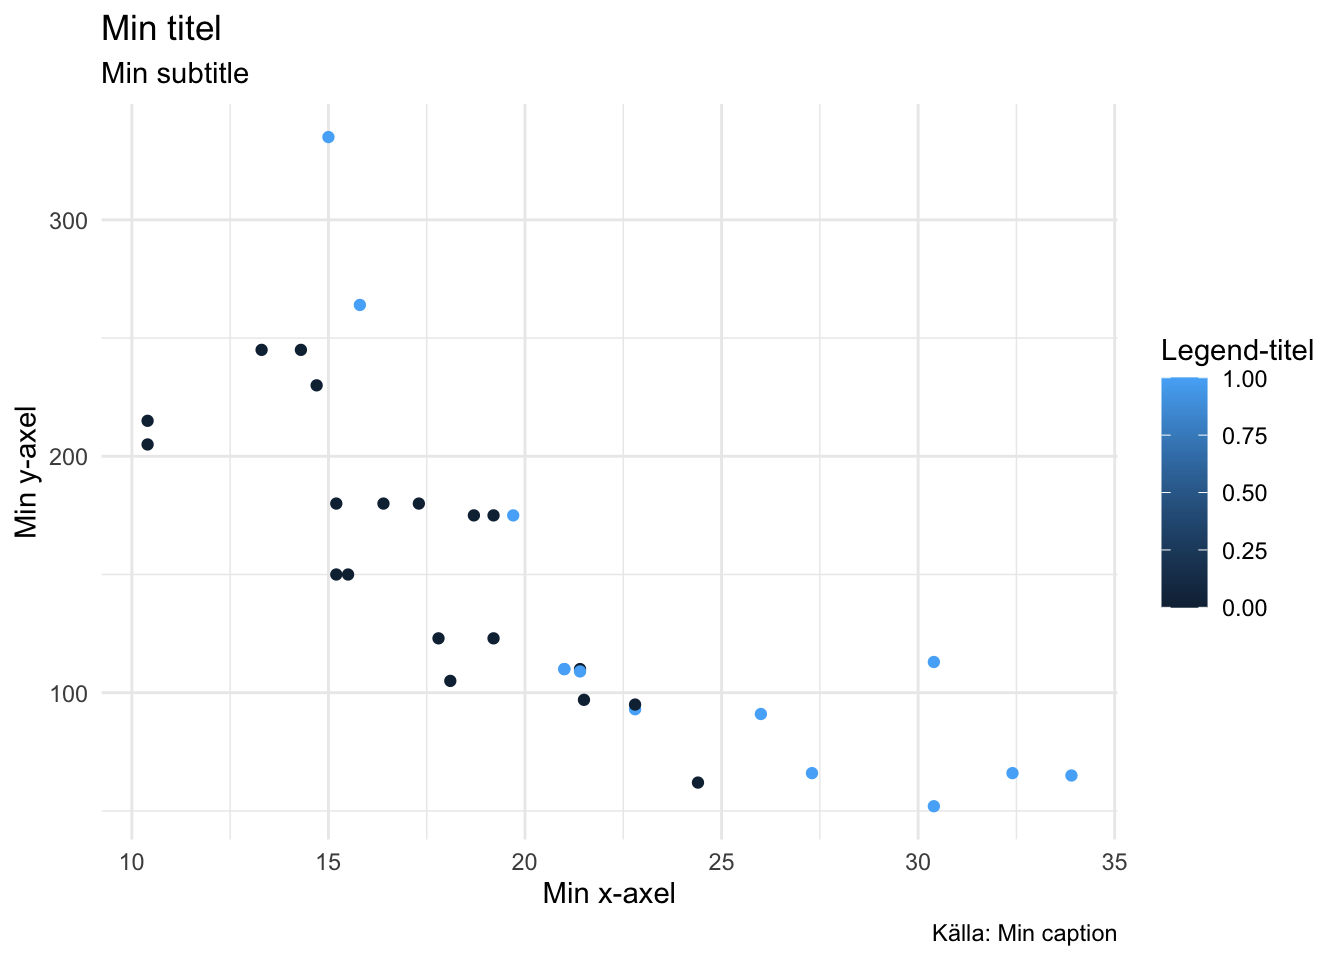 Min titel
Min subtitle
Min y-axel
300
200
100
10 15 20 25 30 35
Min x-axel
Legend-titel
1.00
0.75
0.50
0.25
0.00
Källa: Min caption